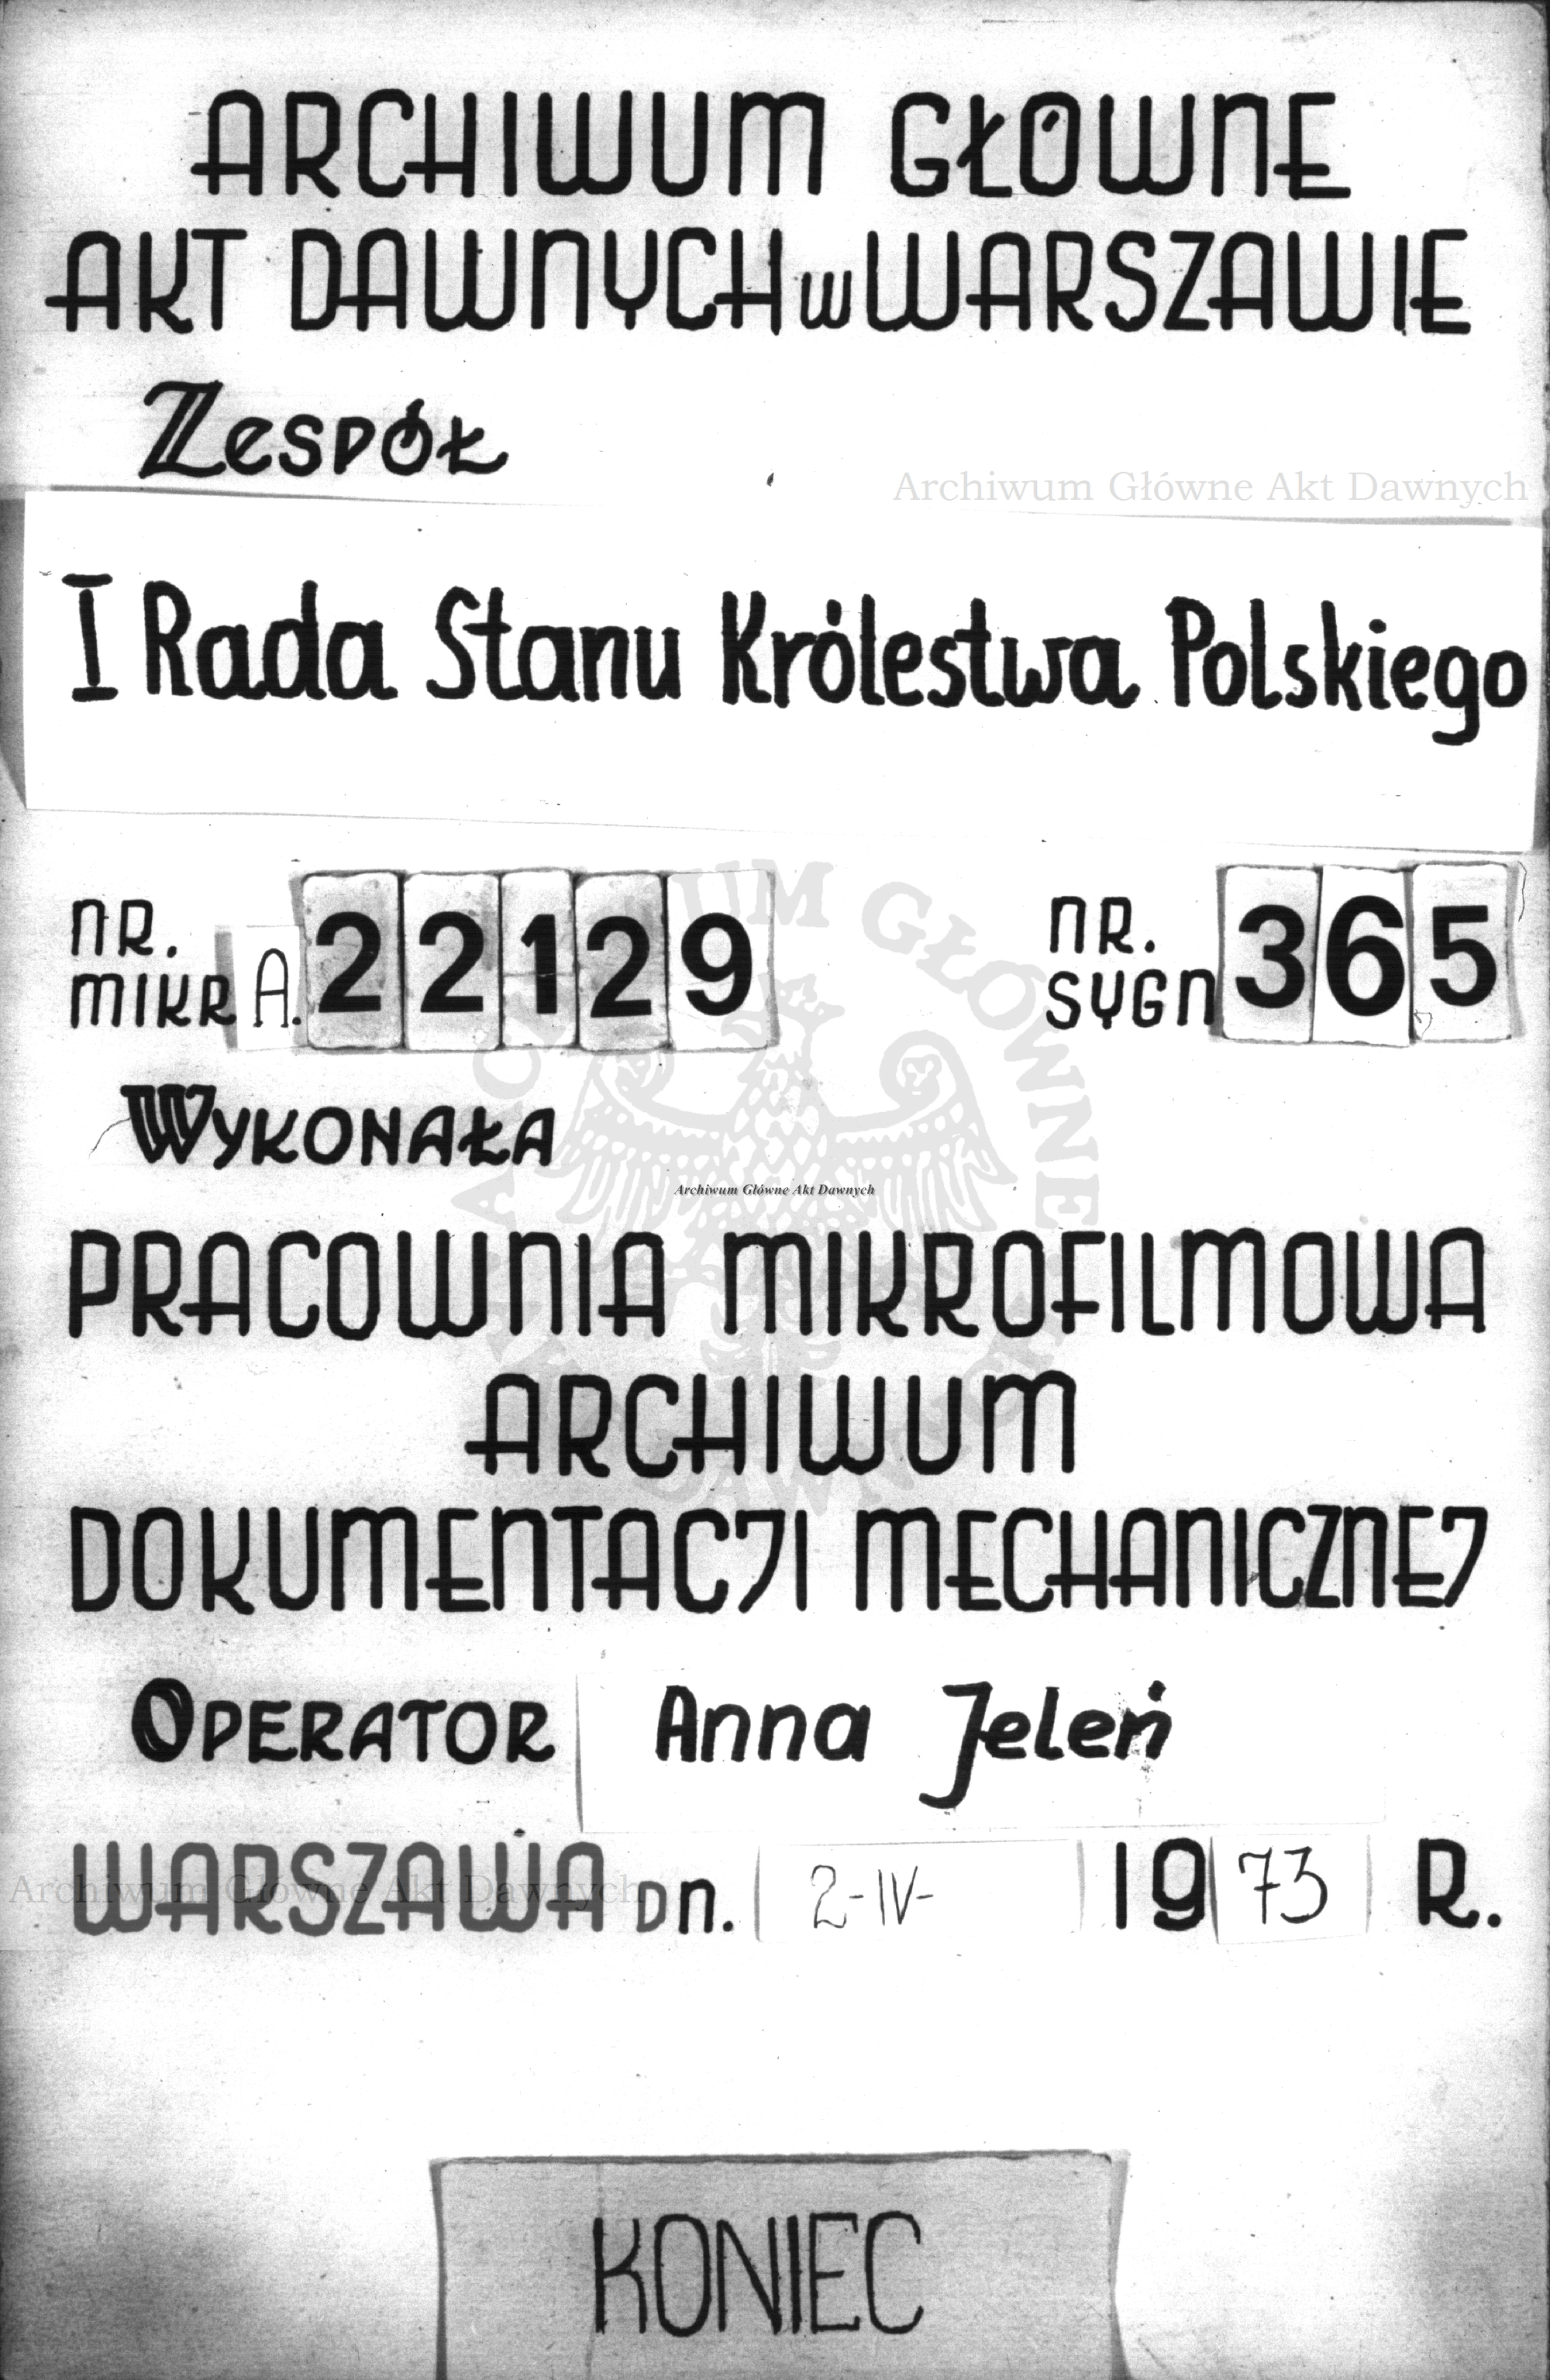 ARCHIWUM GŁÓWNE
AKT DAWNYCH w WARSZAWIE
ZESPÓŁ
Archiwum Główne Akt Dawnych
I Rada Stanu Królestwa Polskiego
NR. MIKR A. 22129
NR. SYGN 365
WYKONAŁA
Archiwum Główne Akt Dawnych
PRACOWNIA MIKROFILMOWA
ARCHIWUM
DOKUMENTACJI MECHANICZNEJ
OPERATOR Anna Jeleń
WARSZAWA DN. 2-IV- 1973 R.
Archiwum Główne Akt Dawnych
KONIEC